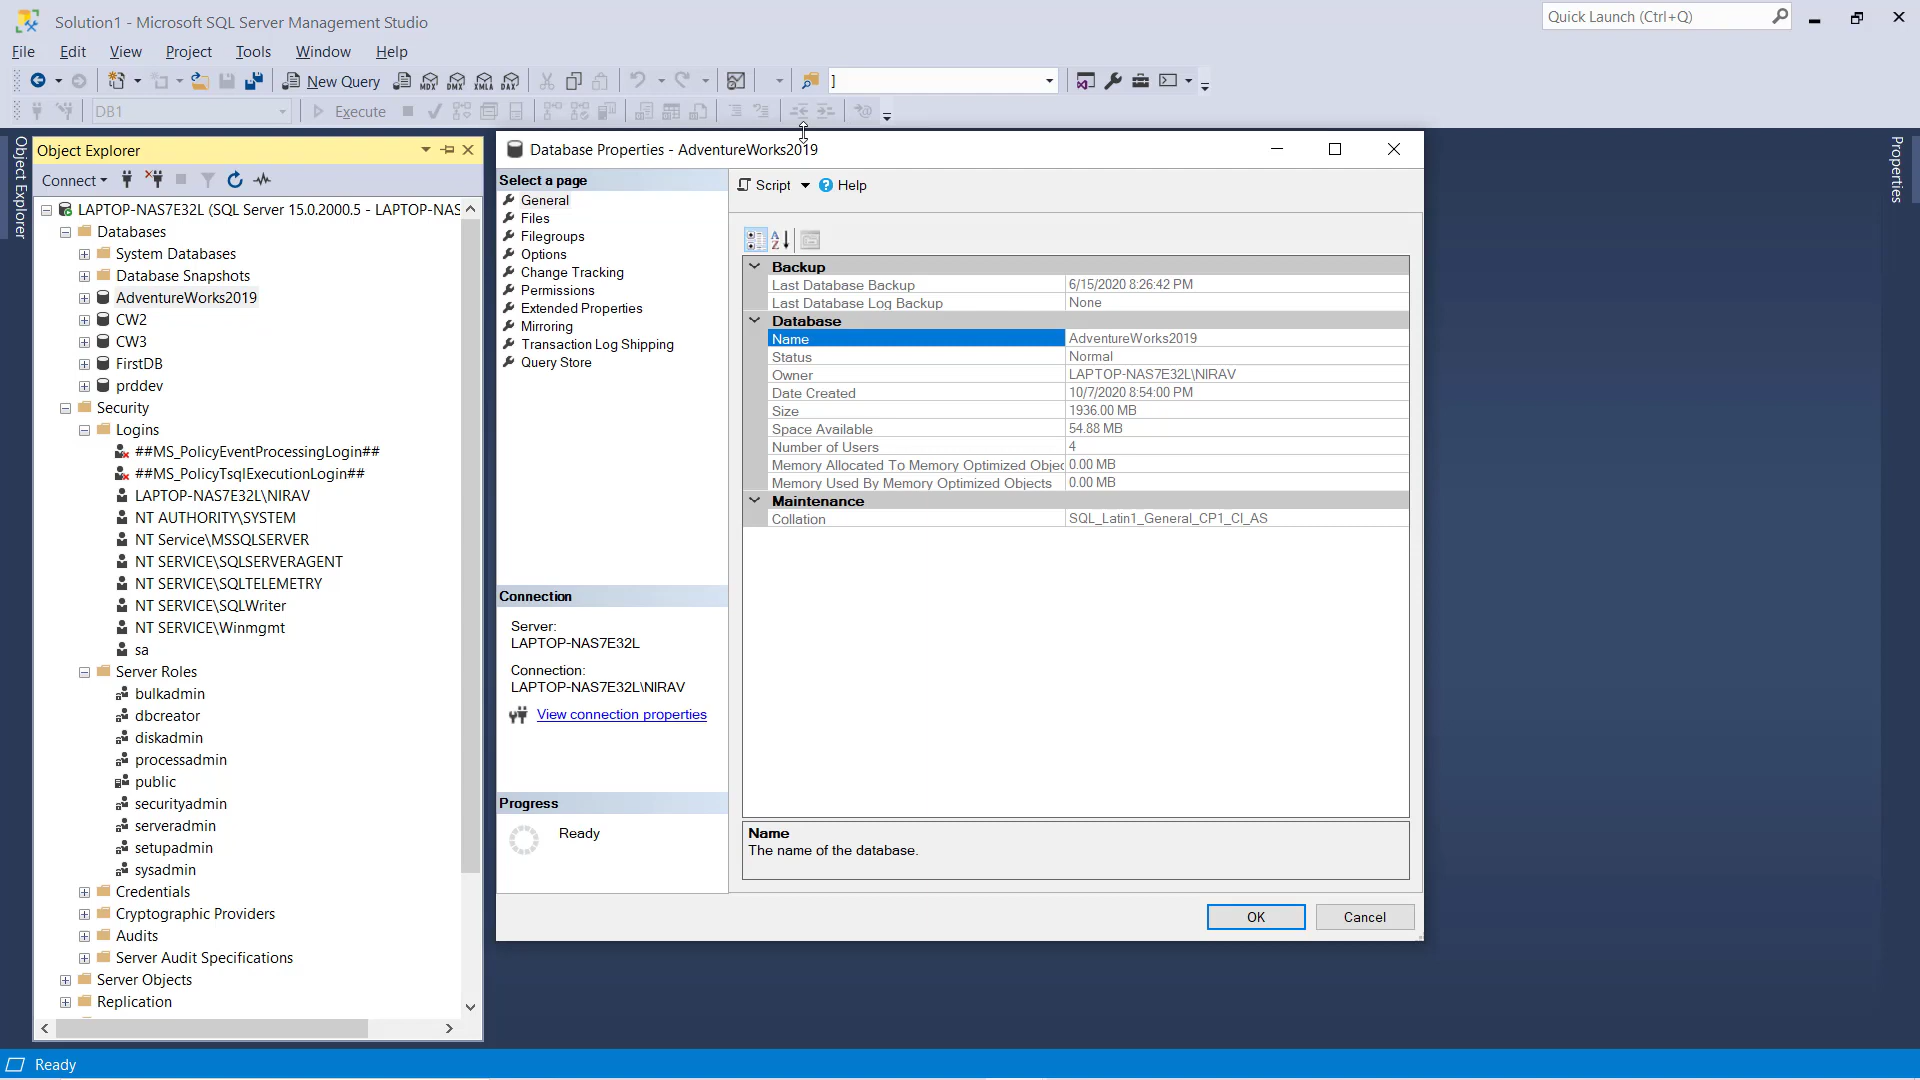 Solution1 - Microsoft SQL Server Management Studio
Quick Launch (Ctrl+Q)
File Edit View Project Tools Window Help
New Query MDX DMX XMLA DAX ]
DB1 Execute
Object Explorer
Object Explorer
Connect
LAPTOP-NAS7E32L (SQL Server 15.0.2000.5 - LAPTOP-NAS
Databases
System Databases
Database Snapshots
AdventureWorks2019
CW2
CW3
FirstDB
prddev
Security
Logins
##MS_PolicyEventProcessingLogin##
##MS_PolicyTsqlExecutionLogin##
LAPTOP-NAS7E32L\NIRAV
NT AUTHORITY\SYSTEM
NT Service\MSSQLSERVER
NT SERVICE\SQLSERVERAGENT
NT SERVICE\SQLTELEMETRY
NT SERVICE\SQLWriter
NT SERVICE\Winmgmt
sa
Server Roles
bulkadmin
dbcreator
diskadmin
processadmin
public
securityadmin
serveradmin
setupadmin
sysadmin
Credentials
Cryptographic Providers
Audits
Server Audit Specifications
Server Objects
Replication
Database Properties - AdventureWorks2019
Select a page
General
Files
Filegroups
Options
Change Tracking
Permissions
Extended Properties
Mirroring
Transaction Log Shipping
Query Store
Connection
Server:
LAPTOP-NAS7E32L
Connection:
LAPTOP-NAS7E32L\NIRAV
View connection properties
Progress
Ready
Script Help
AZ
Backup
Last Database Backup 6/15/2020 8:26:42 PM
Last Database Log Backup None
Database
Name AdventureWorks2019
Status Normal
Owner LAPTOP-NAS7E32L\NIRAV
Date Created 10/7/2020 8:54:00 PM
Size 1936.00 MB
Space Available 54.88 MB
Number of Users 4
Memory Allocated To Memory Optimized Objec 0.00 MB
Memory Used By Memory Optimized Objects 0.00 MB
Maintenance
Collation SQL_Latin1_General_CP1_CI_AS
Name
The name of the database.
OK Cancel
Properties
Ready